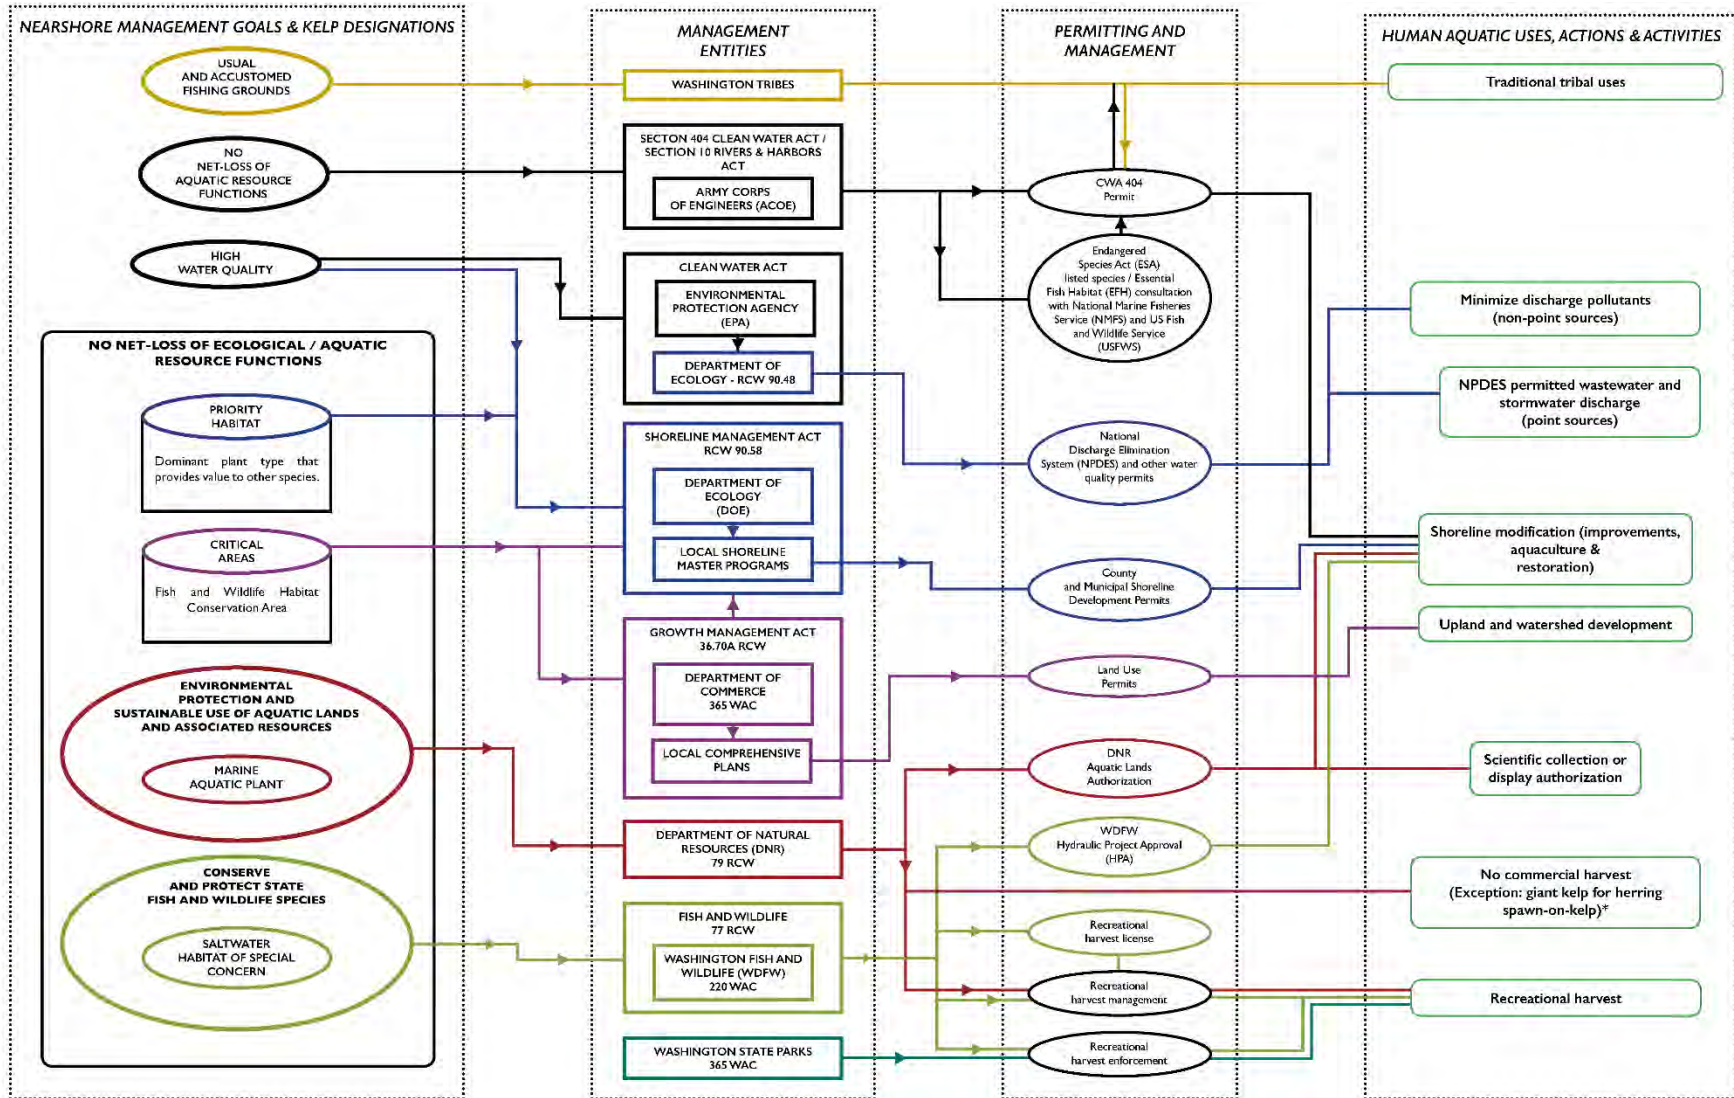 NEARSHORE MANAGEMENT GOALS & KELP DESIGNATIONS
USUAL
AND ACCUSTOMED
FISHING GROUNDS
NO
NET-LOSS OF
AQUATIC RESOURCE
FUNCTIONS
HIGH
WATER QUALITY
NO NET-LOSS OF ECOLOGICAL / AQUATIC
RESOURCE FUNCTIONS
PRIORITY
HABITAT
Dominant plant type that
provides value to other species.
CRITICAL
AREAS
Fish and Wildlife Habitat
Conservation Area
ENVIRONMENTAL
PROTECTION AND
SUSTAINABLE USE OF AQUATIC LANDS
AND ASSOCIATED RESOURCES
MARINE
AQUATIC PLANT
CONSERVE
AND PROTECT STATE
FISH AND WILDLIFE SPECIES
SALTWATER
HABITAT OF SPECIAL
CONCERN
MANAGEMENT
ENTITIES
WASHINGTON TRIBES
SECTON 404 CLEAN WATER ACT /
SECTION 10 RIVERS & HARBORS
ACT
ARMY CORPS
OF ENGINEERS (ACOE)
CLEAN WATER ACT
ENVIRONMENTAL
PROTECTION AGENCY
(EPA)
DEPARTMENT OF
ECOLOGY - RCW 90.48
SHORELINE MANAGEMENT ACT
RCW 90.58
DEPARTMENT OF
ECOLOGY
(DOE)
LOCAL SHORELINE
MASTER PROGRAMS
GROWTH MANAGEMENT ACT
36.70A RCW
DEPARTMENT OF
COMMERCE
365 WAC
LOCAL COMPREHENSIVE
PLANS
DEPARTMENT OF NATURAL
RESOURCES (DNR)
79 RCW
FISH AND WILDLIFE
77 RCW
WASHINGTON FISH AND
WILDLIFE (WDFW)
220 WAC
WASHINGTON STATE PARKS
365 WAC
PERMITTING AND
MANAGEMENT
CWA 404
Permit
Endangered
Species Act (ESA)
listed species / Essential
Fish Habitat (EFH) consultation
with National Marine Fisheries
Service (NMFS) and US Fish
and Wildlife Service
(USFWS)
National
Discharge Elimination
System (NPDES) and other water
quality permits
County
and Municipal Shoreline
Development Permits
Land Use
Permits
DNR
Aquatic Lands
Authorization
WDFW
Hydraulic Project Approval
(HPA)
Recreational
harvest license
Recreational
harvest management
Recreational
harvest enforcement
HUMAN AQUATIC USES, ACTIONS & ACTIVITIES
Traditional tribal uses
Minimize discharge pollutants
(non-point sources)
NPDES permitted wastewater and
stormwater discharge
(point sources)
Shoreline modification (improvements,
aquaculture &
restoration)
Upland and watershed development
Scientific collection or
display authorization
No commercial harvest
(Exception: giant kelp for herring
spawn-on-kelp)*
Recreational harvest